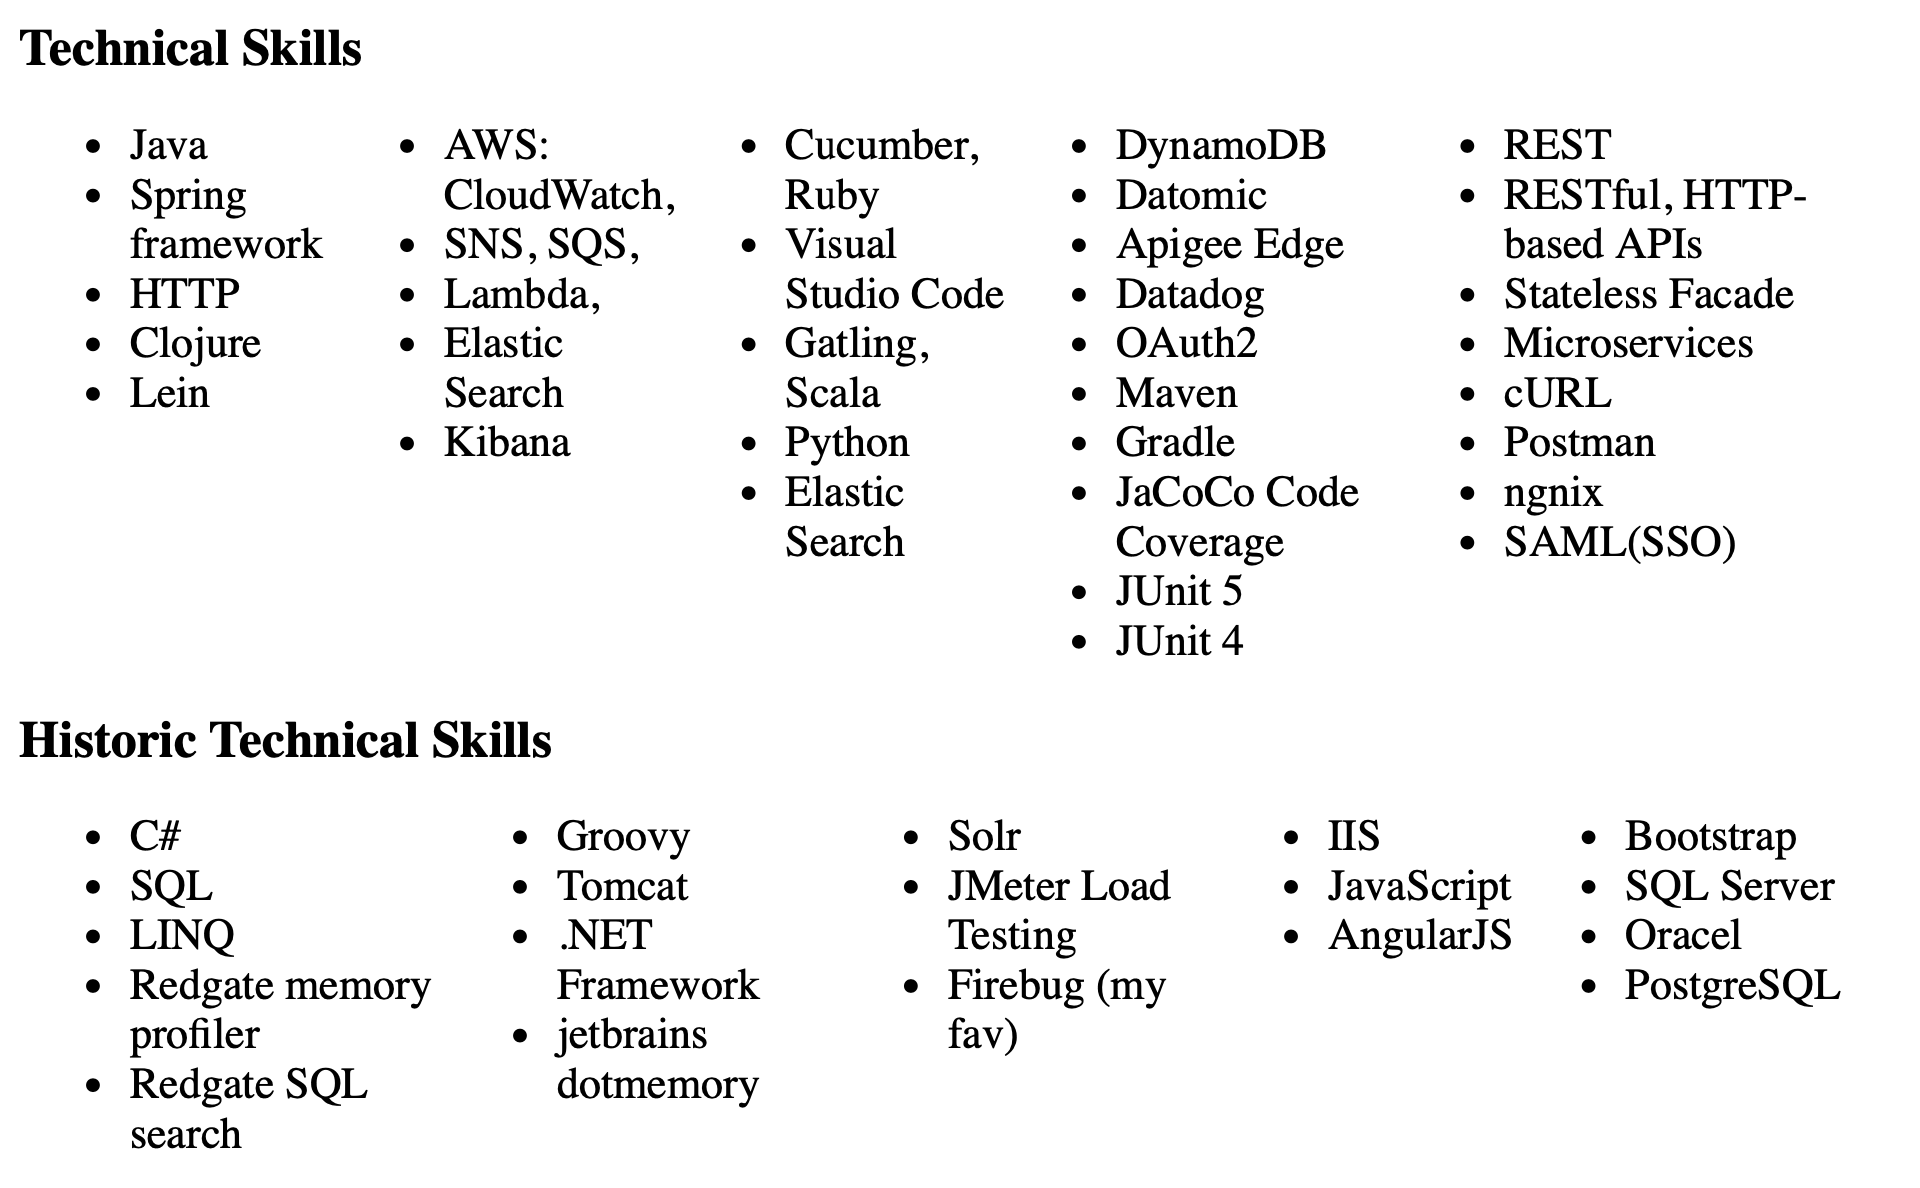 Technical Skills
• Java
• Spring
framework
• HTTP
• Clojure
• Lein
• AWS:
CloudWatch,
• SNS, SQS,
• Lambda,
• Elastic
Search
• Kibana
• Cucumber,
Ruby
• Visual
Studio Code
• Gatling,
Scala
• Python
• Elastic
Search
• DynamoDB
• Datomic
• Apigee Edge
• Datadog
• OAuth2
• Maven
• Gradle
• JaCoCo Code
Coverage
• JUnit 5
• JUnit 4
• REST
• RESTful, HTTP-
based APIs
• Stateless Facade
• Microservices
• cURL
• Postman
• ngnix
• SAML(SSO)
Historic Technical Skills
• C#
• SQL
• LINQ
• Redgate memory
profiler
• Redgate SQL
search
• Groovy
• Tomcat
• .NET
Framework
• jetbrains
dotmemory
• Solr
• JMeter Load
Testing
• Firebug (my
fav)
• IIS
• JavaScript
• AngularJS
• Bootstrap
• SQL Server
• Oracel
• PostgreSQL